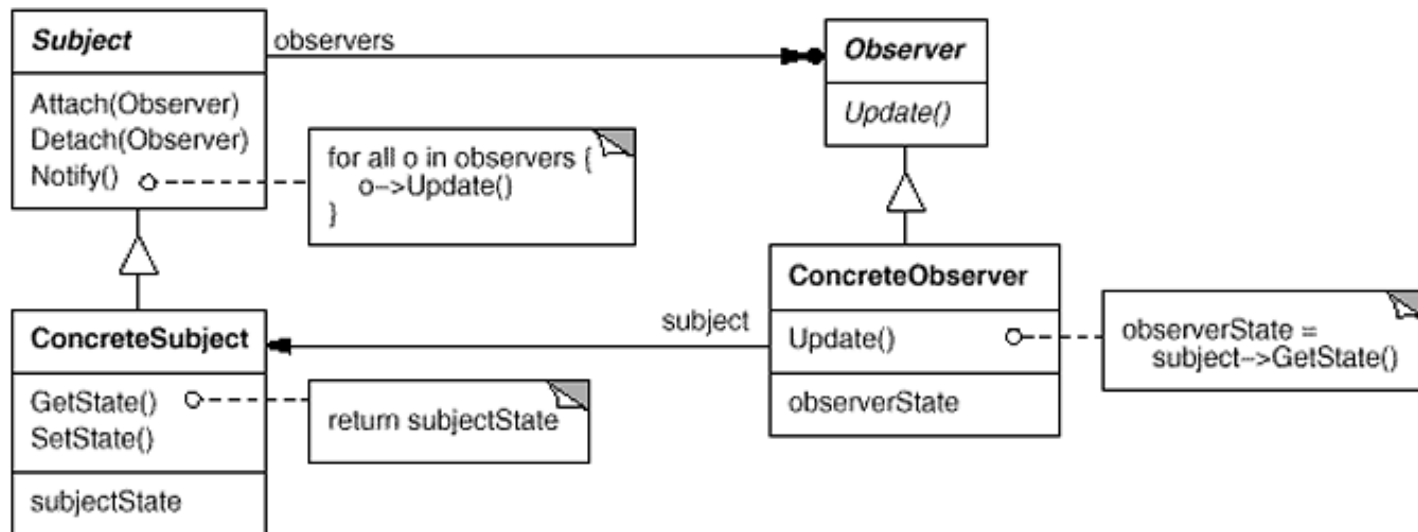 Subject
Attach(Observer)
Detach(Observer)
Notify()
observers
for all o in observers {
o->Update()
}
Observer
Update()
ConcreteSubject
GetState()
SetState()
subjectState
return subjectState
subject
ConcreteObserver
Update()
observerState
observerState =
subject->GetState()